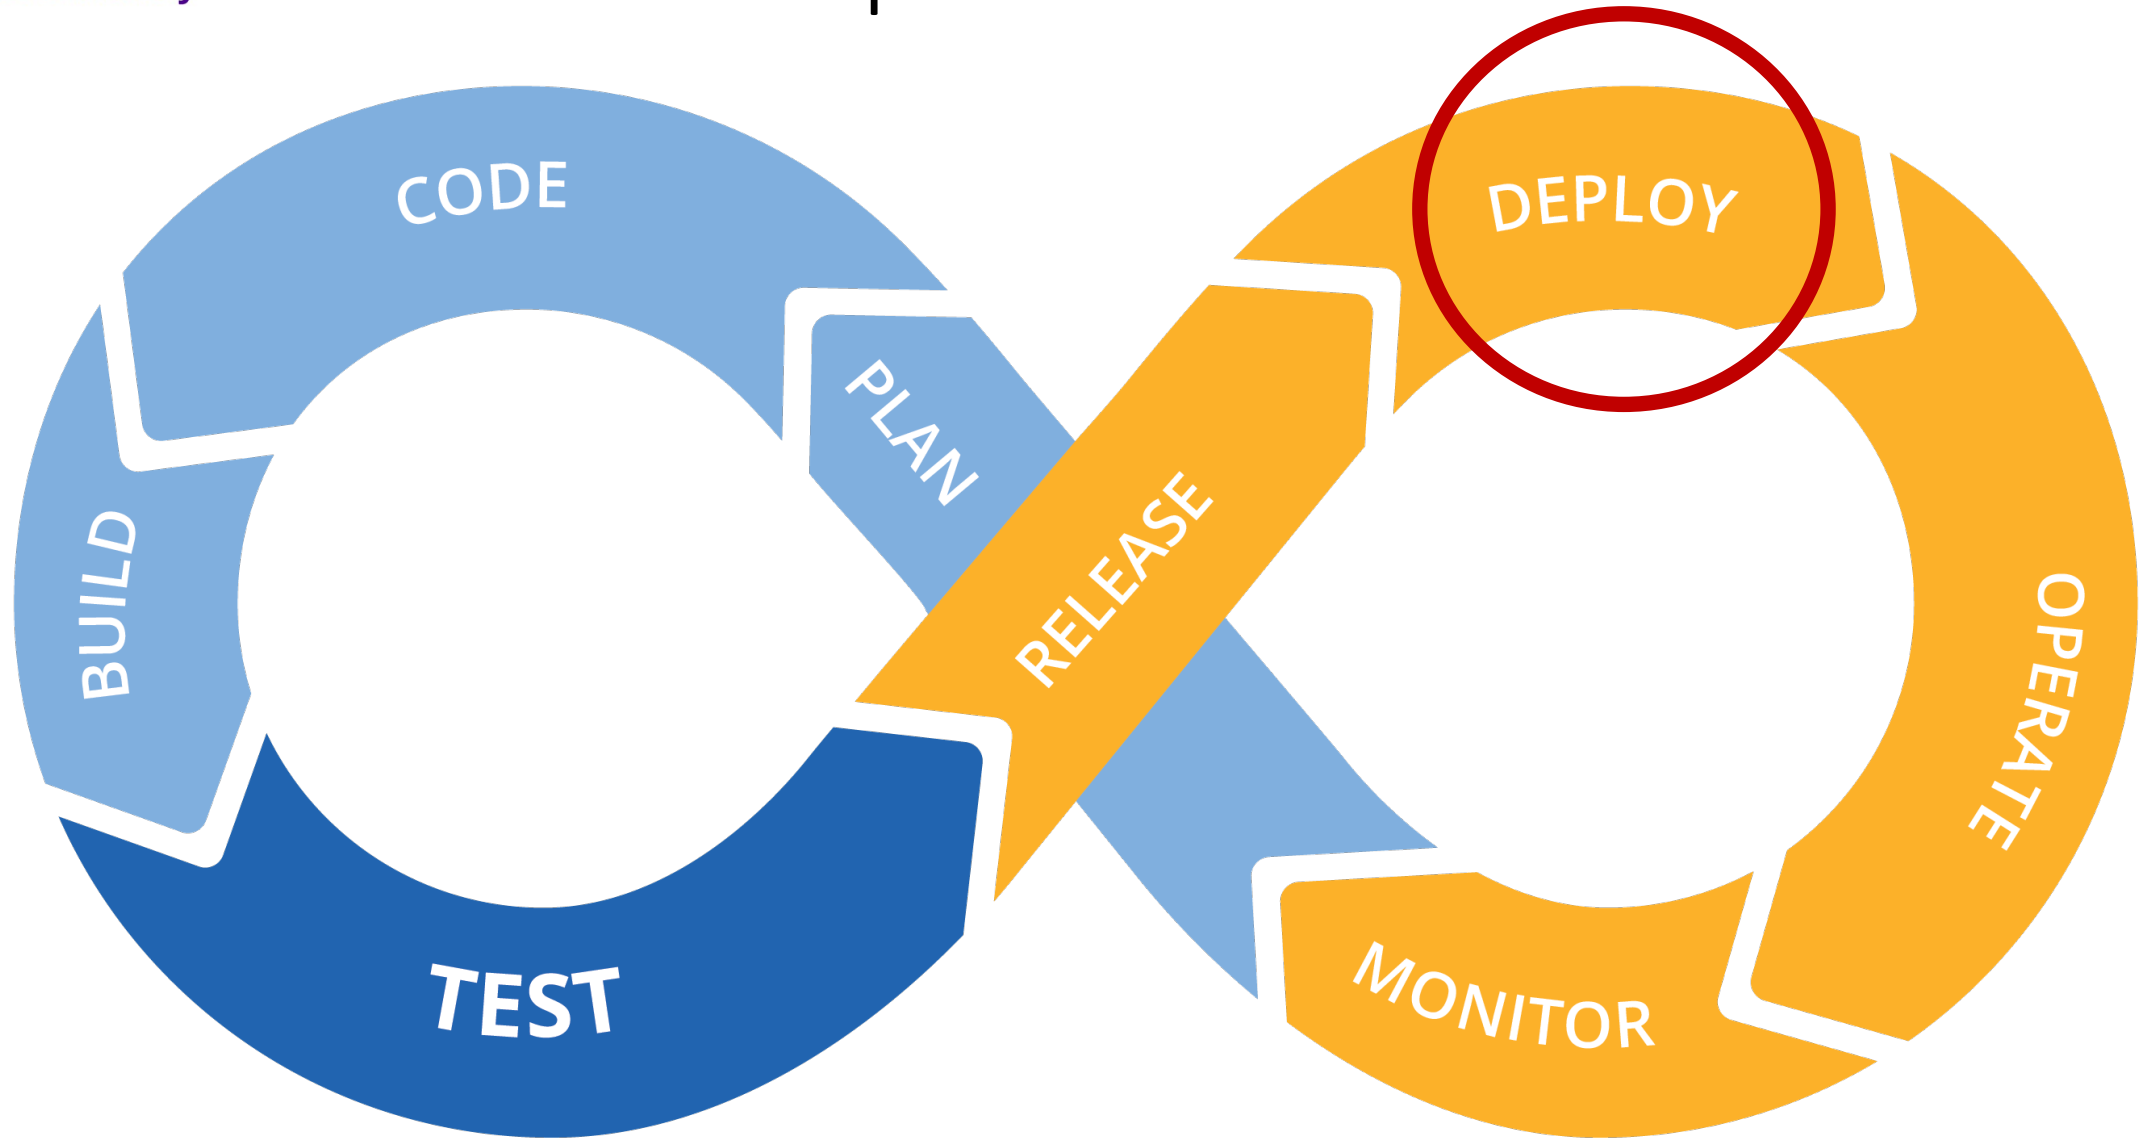 CODE
DEPLOY
PLAN
BUILD
RELEASE
OPERATE
TEST
MONITOR